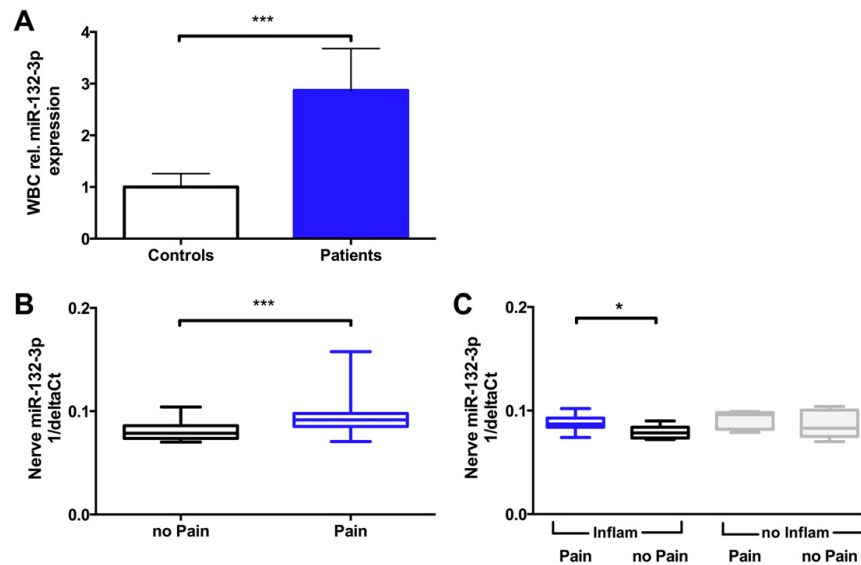 A
***
WBC rel. miR-132-3p
expression
4
3
2
1
0
Controls
Patients
B
***
Nerve miR-132-3p
1/deltaCt
0.2
0.1
0.0
no Pain
Pain
C
*
Nerve miR-132-3p
1/deltaCt
0.2
0.1
0.0
Inflam
no Inflam
Pain
no Pain
Pain
no Pain